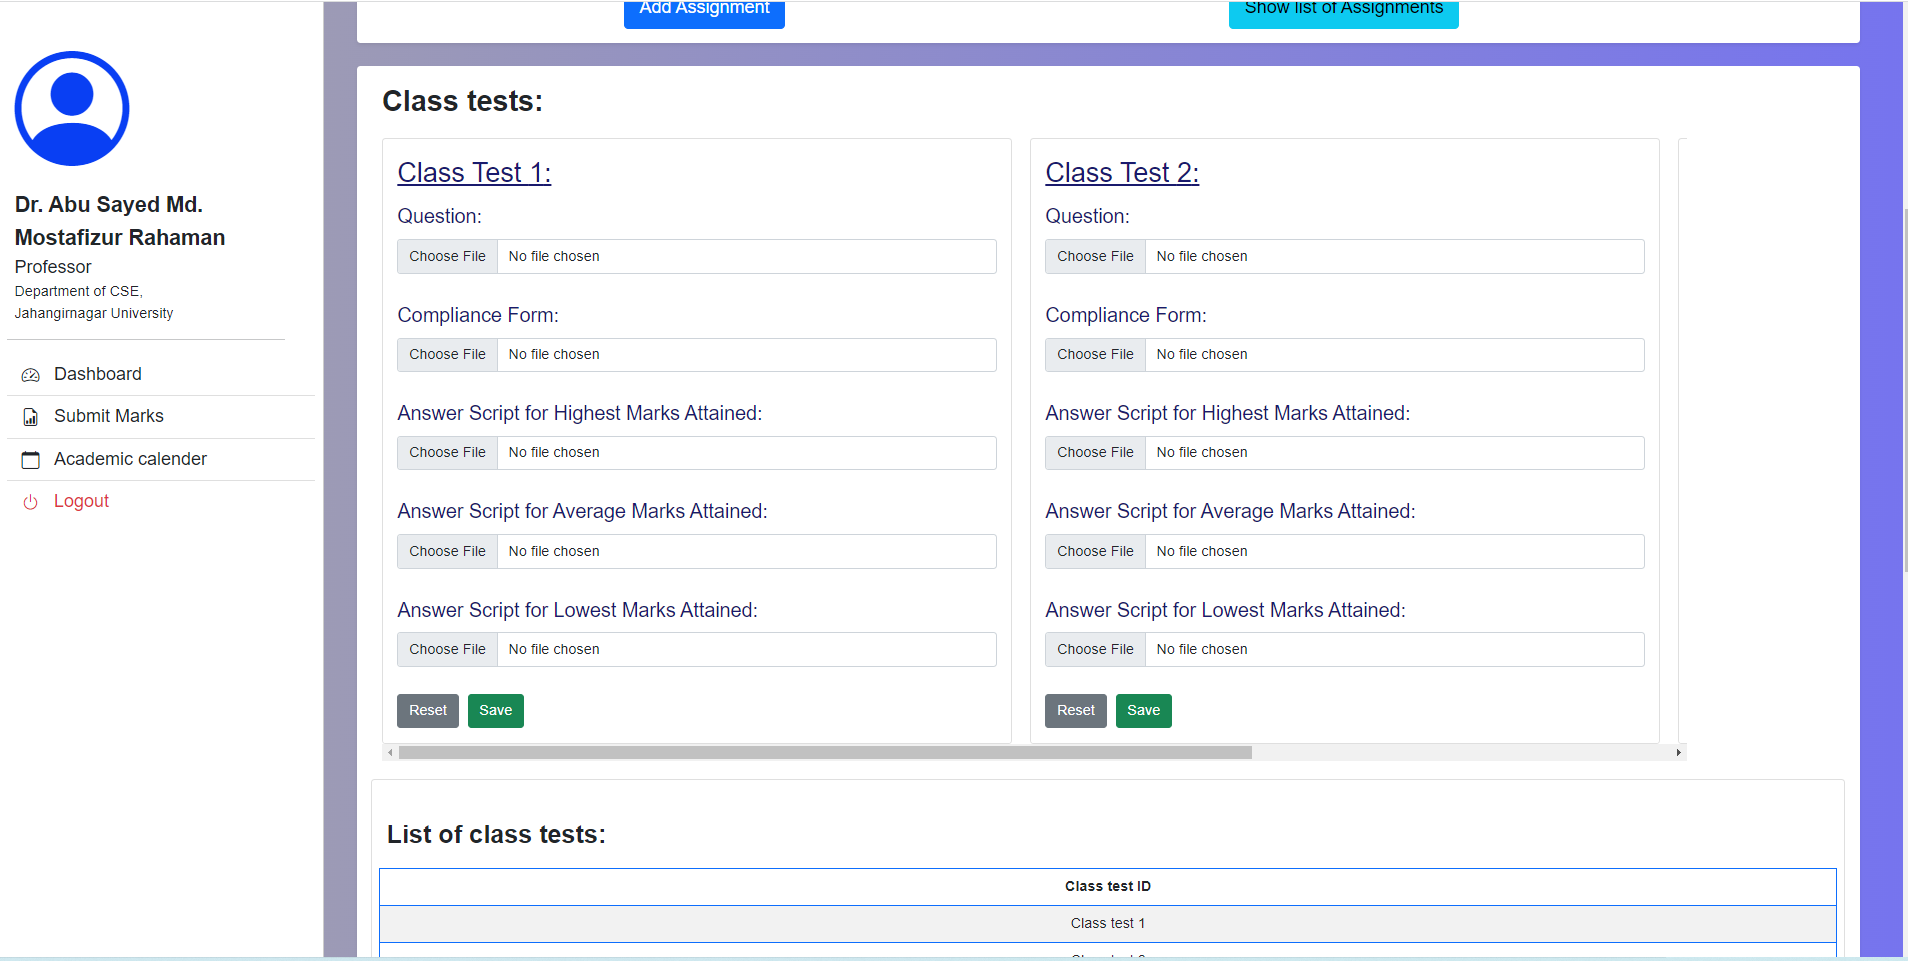 Add Assignment
Show list of Assignments
Dr. Abu Sayed Md.
Mostafizur Rahaman
Professor
Department of CSE,
Jahangirnagar University
Dashboard
Submit Marks
Academic calender
Logout
Class tests:
Class Test 1:
Question:
Choose File No file chosen
Compliance Form:
Choose File No file chosen
Answer Script for Highest Marks Attained:
Choose File No file chosen
Answer Script for Average Marks Attained:
Choose File No file chosen
Answer Script for Lowest Marks Attained:
Choose File No file chosen
Reset Save
Class Test 2:
Question:
Choose File No file chosen
Compliance Form:
Choose File No file chosen
Answer Script for Highest Marks Attained:
Choose File No file chosen
Answer Script for Average Marks Attained:
Choose File No file chosen
Answer Script for Lowest Marks Attained:
Choose File No file chosen
Reset Save
List of class tests:
Class test ID
Class test 1